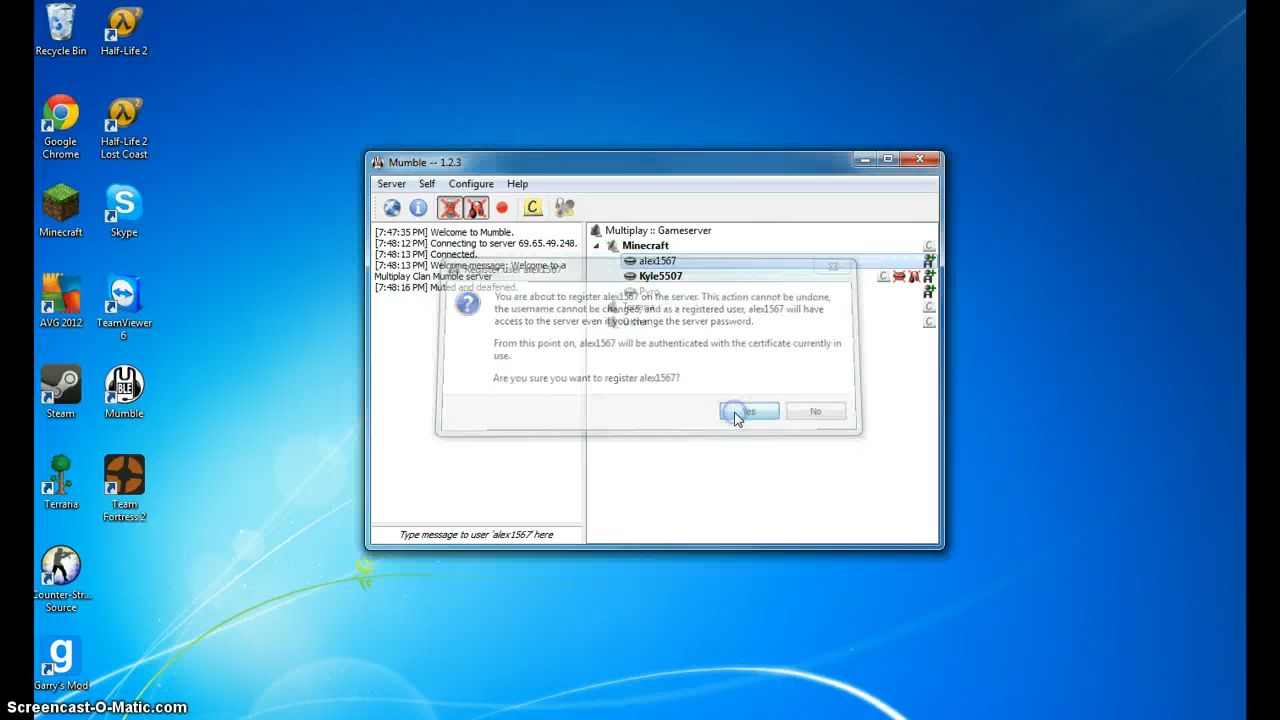 Recycle Bin
Half-Life 2
Google
Chrome
Half-Life 2
Lost Coast
Minecraft
Skype
AVG 2012
TeamViewer
6
Steam
Mumble
Terraria
Team
Fortress 2
Counter-Str...
Source
Garry's Mod
Mumble -- 1.2.3
Server Self Configure Help
[7:47:35 PM] Welcome to Mumble.
[7:48:12 PM] Connecting to server 69.65.49.248.
[7:48:13 PM] Connected.
[7:48:13 PM] Welcome message: Welcome to a
Multiplay Clan Mumble server
[7:48:16 PM] Muted and deafened.
Type message to user 'alex1567' here
Multiplay :: Gameserver
Minecraft
alex1567
Kyle5507
Pyro
Register user alex1567
You are about to register alex1567 on the server. This action cannot be undone,
the username cannot be changed, and as a registered user, alex1567 will have
access to the server even if you change the server password.
From this point on, alex1567 will be authenticated with the certificate currently in
use.
Are you sure you want to register alex1567?
Yes
No
Screencast-O-Matic.com